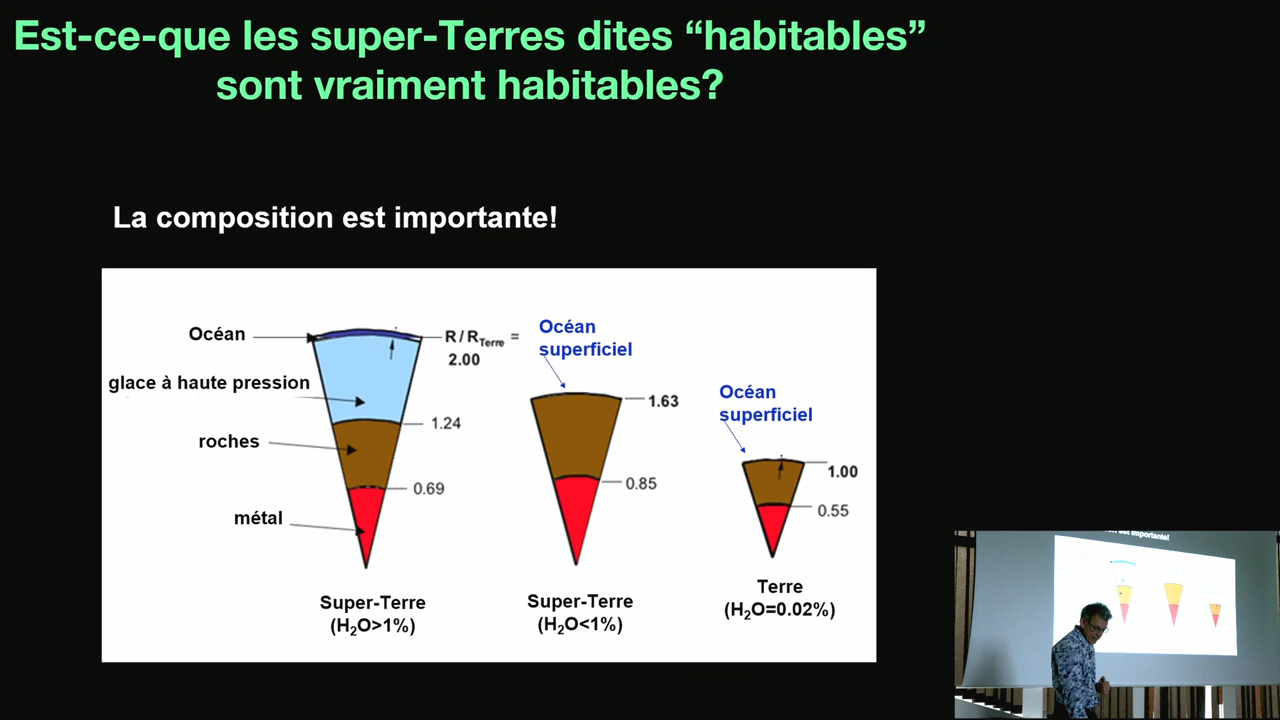 Est-ce-que les super-Terres dites “habitables”
sont vraiment habitables?
La composition est importante!
Océan
glace à haute pression
roches
métal
R/R_Terre =
2.00
1.24
0.69
Super-Terre
(H₂O>1%)
Océan
superficiel
1.63
0.85
Super-Terre
(H₂O<1%)
Océan
superficiel
1.00
0.55
Terre
(H₂O=0.02%)
est importante!